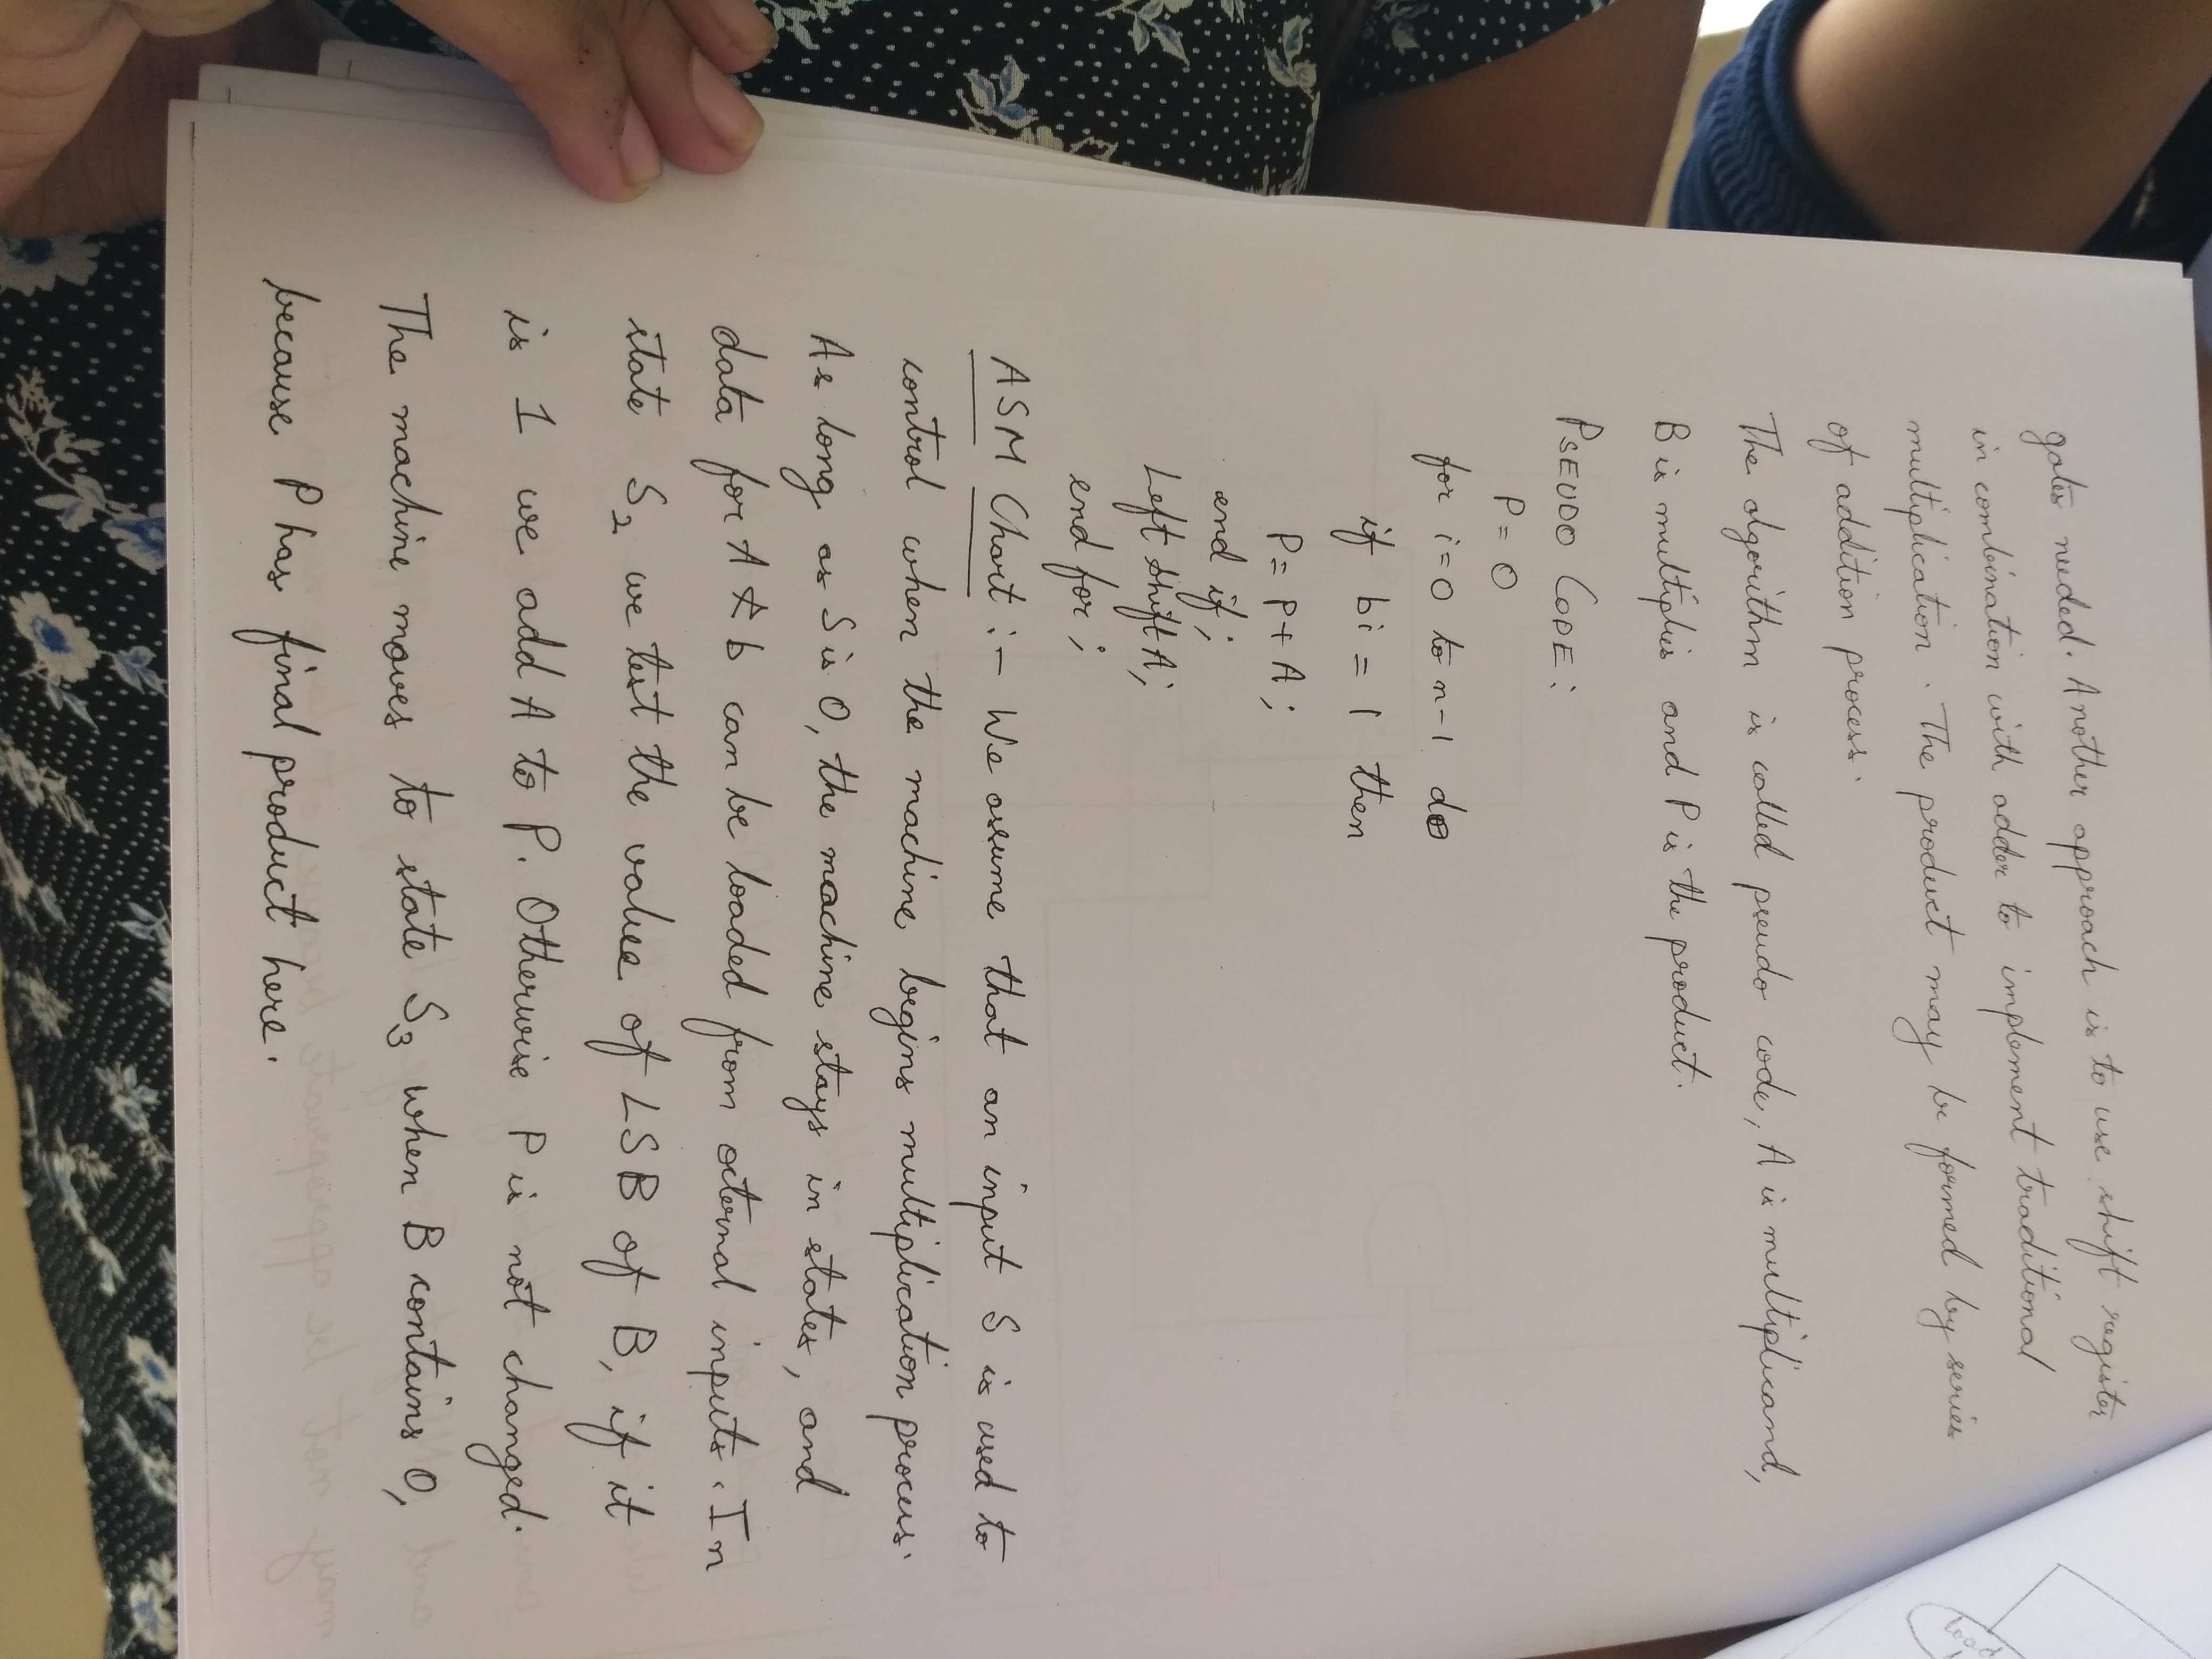 gates needed. Another approach is to use shift register
in combination with adder to implement traditional
multiplication. The product may be formed by series
of addition process.
The algorithm is called pseudo code, A is multiplicand,
B is multiplies and P is the product.
PSEUDO CODE:
P = 0
for i = 0 to n-1 do
if bi = 1 then
P = P + A;
end if;
Left shift A;
end for;
ASM Chart :- We assume that an input S is used to
control when the machine begins multiplication process.
As long as S is 0, the machine stays in states, and
data for A & b can be loaded from external inputs. In
state S2 we test the values of LSB of B, if it
is 1 we add A to P. Otherwise P is not changed.
The machine moves to state S3 when B contains 0,
because P has final product here.
load